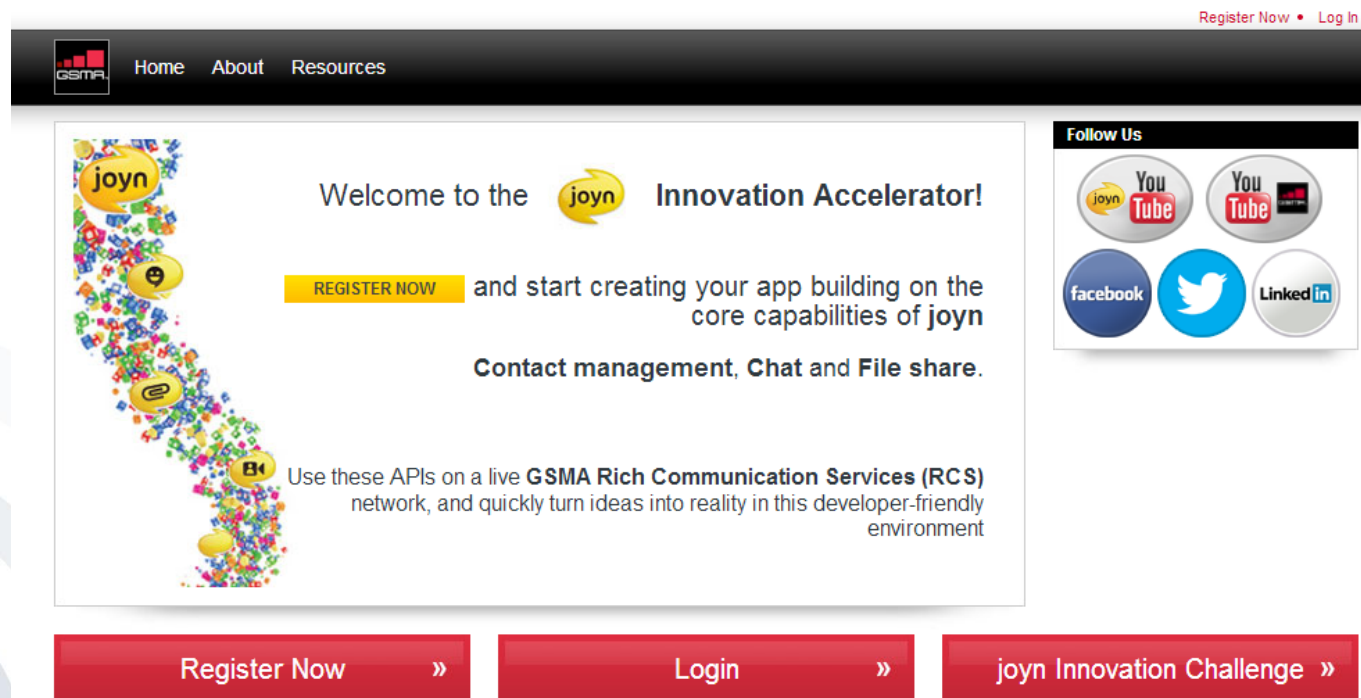 Register Now • Log In
GSMA Home About Resources
joyn
Welcome to the joyn Innovation Accelerator!
REGISTER NOW and start creating your app building on the
core capabilities of joyn
Contact management, Chat and File share.
Use these APIs on a live GSMA Rich Communication Services (RCS)
network, and quickly turn ideas into reality in this developer-friendly
environment
Follow Us
joyn You Tube
You Tube GSMA
facebook
Linked in
Register Now »
Login »
joyn Innovation Challenge »